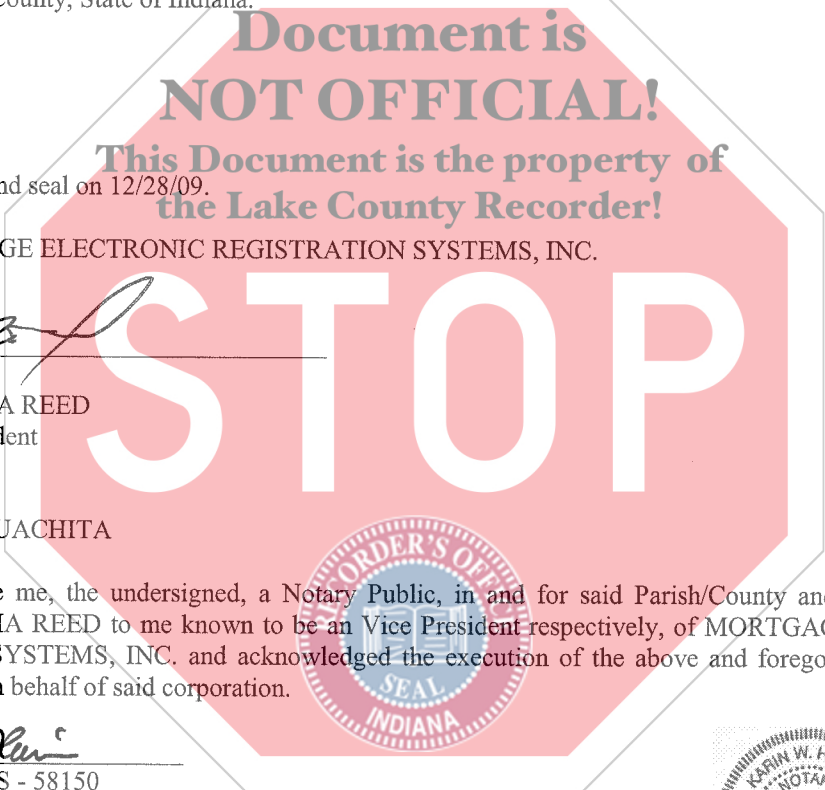 County, State of Indiana.
Document is
NOT OFFICIAL!
This Document is the property of
nd seal on 12/28/09.
the Lake County Recorder!
GE ELECTRONIC REGISTRATION SYSTEMS, INC.
STOP
A REED
dent
UACHITA
RECORDER'S OFFICE
e me, the undersigned, a Notary Public, in and for said Parish/County an
IA REED to me known to be an Vice President respectively, of MORTGAG
SYSTEMS, INC. and acknowledged the execution of the above and forego
behalf of said corporation.
SEAL
INDIANA
KARIN W. H
NOTA
S - 58150